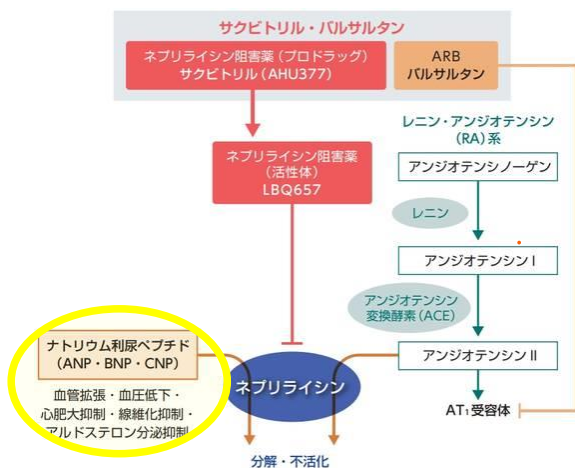 サクビトリル・バルサルタン
ネプリライシン阻害薬（プロドラッグ）
サクビトリル（AHU377）
ARB
バルサルタン
レニン・アンジオテンシン
（RA）系
ネプリライシン阻害薬
（活性体）
LBQ657
アンジオテンシノーゲン
レニン
アンジオテンシンⅠ
アンジオテンシン
変換酵素（ACE）
ナトリウム利尿ペプチド
（ANP・BNP・CNP）
ネプリライシン
アンジオテンシンⅡ
血管拡張・血圧低下・
心肥大抑制・線維化抑制・
アルドステロン分泌抑制
AT₁受容体
分解・不活化